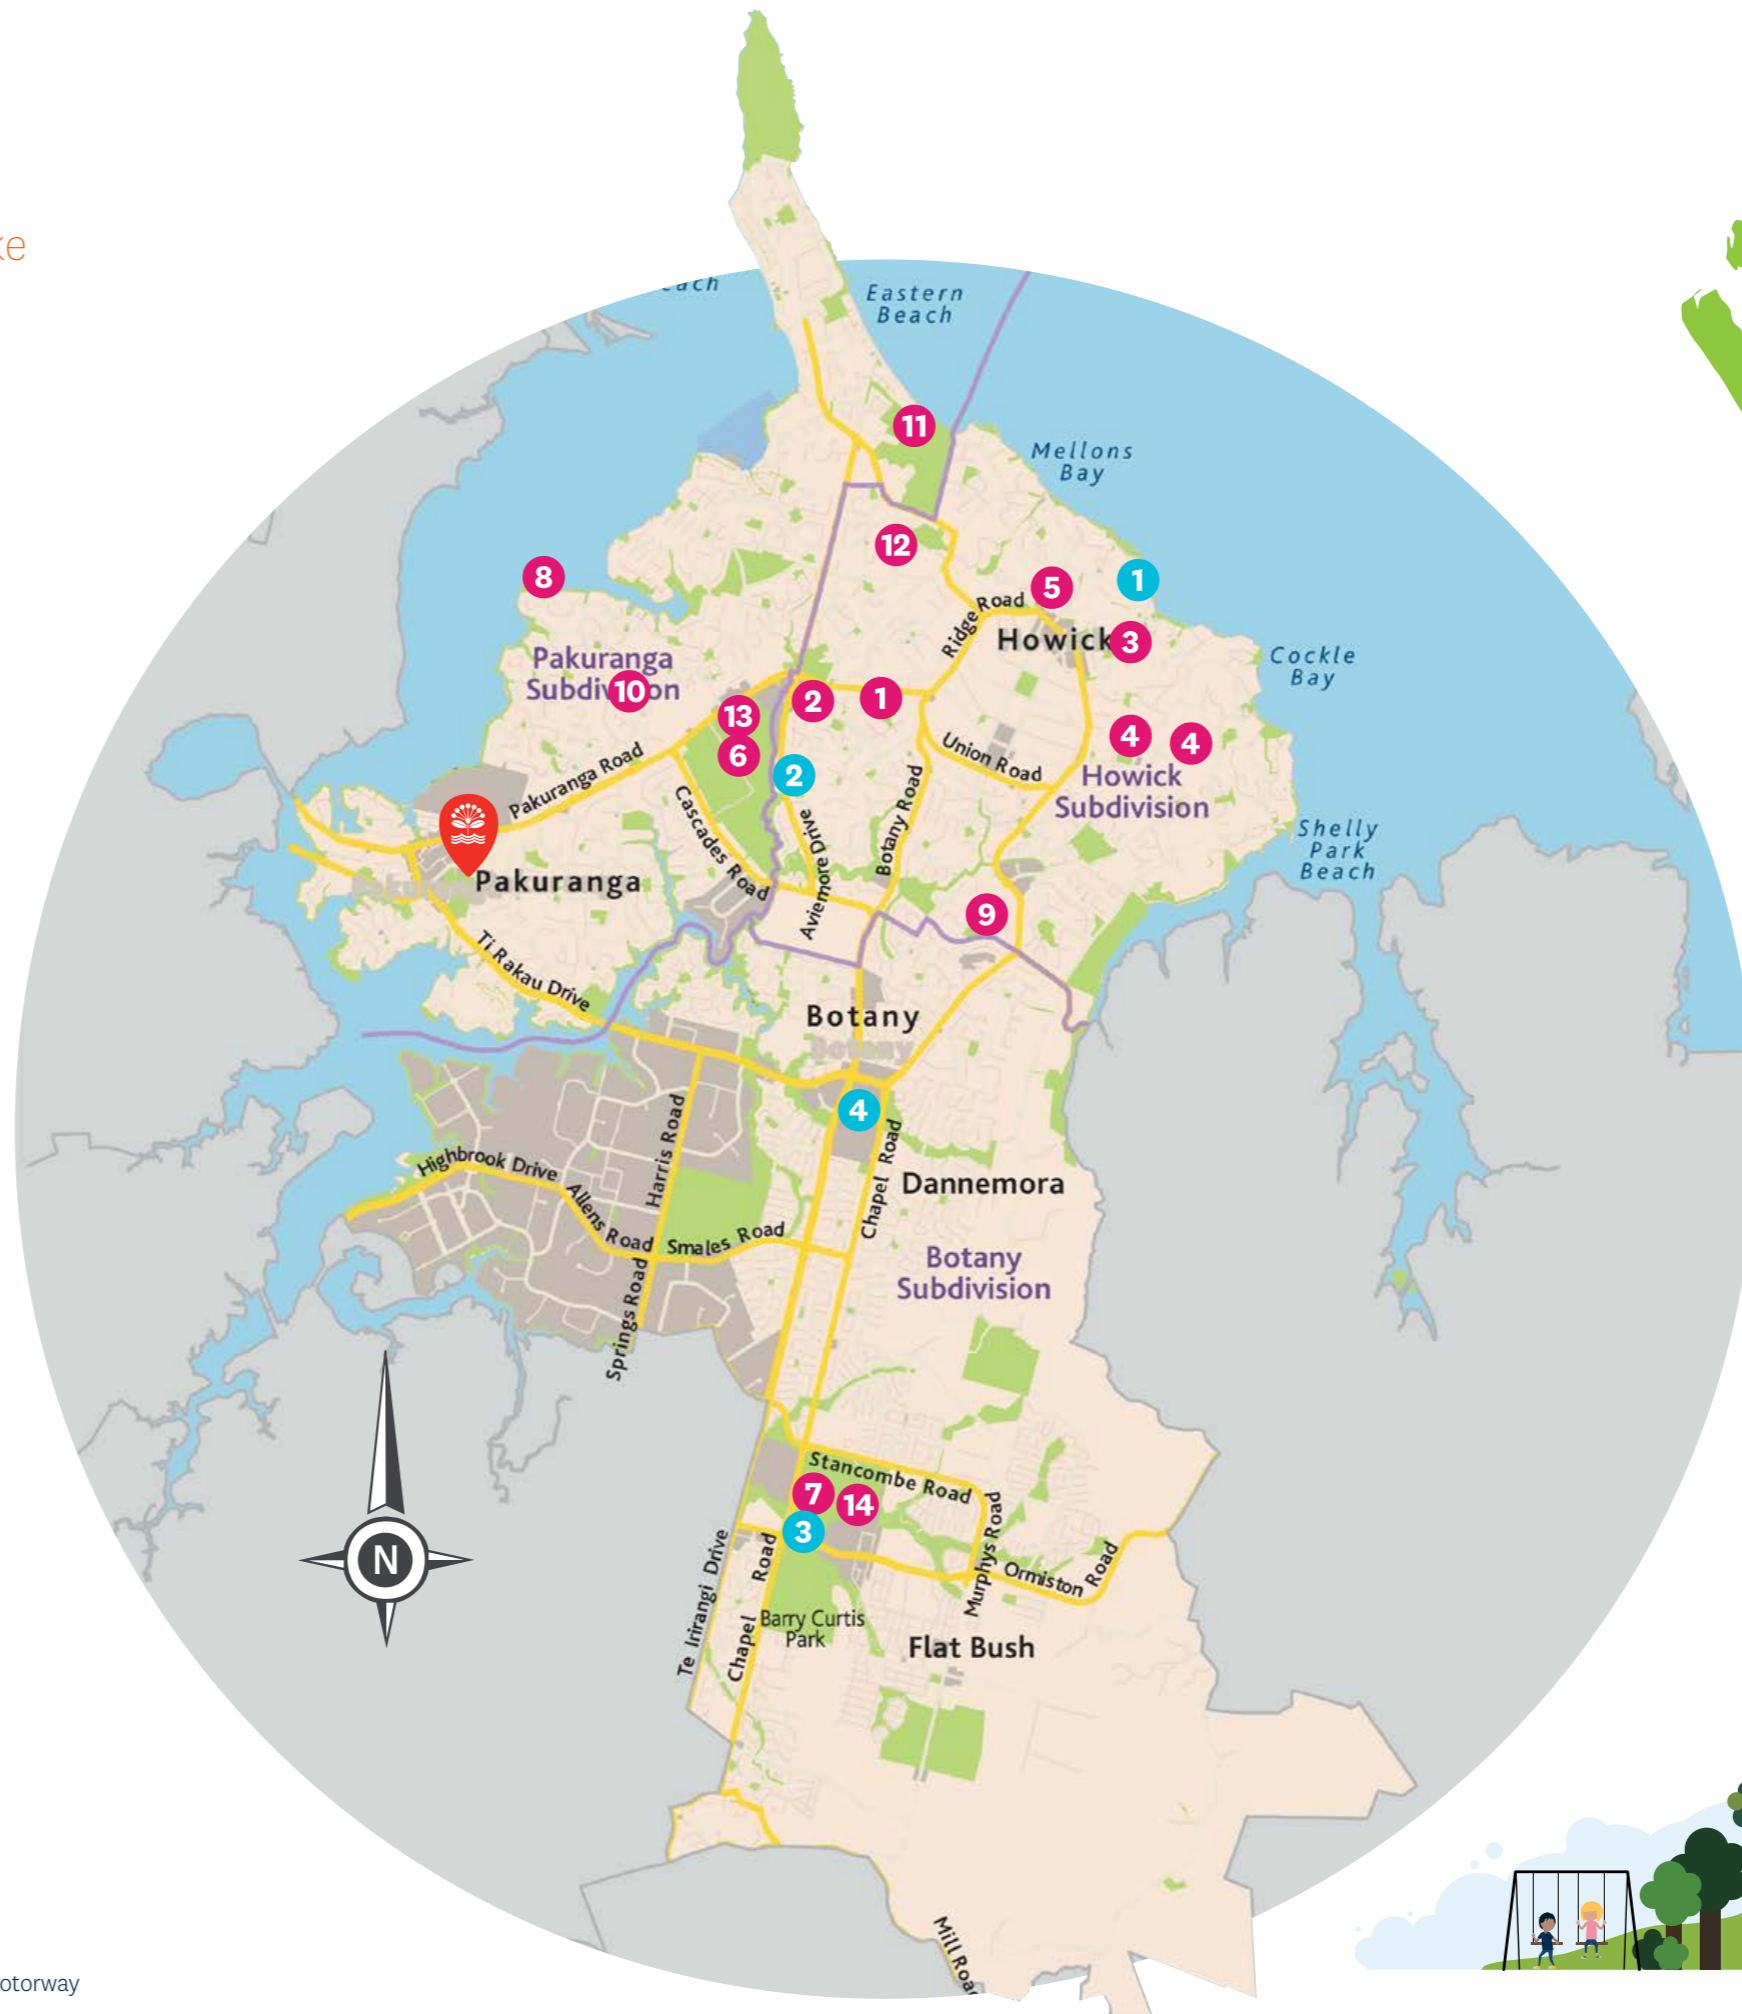 ke
each
Eastern
Beach
11
Mellons
Bay
12
8
5
1
Ridge Road
Howick
3
Cockle
Bay
Pakuranga
Subdivision
10
13
2
1
6
4
4
2
Union Road
Howick
Subdivision
Pakuranga Road
Cascades Road
Aviemore Drive
Botany Road
Shelly
Park
Beach
Pakuranga
9
Ti Rakau Drive
Botany
Botany
4
Harris Road
Chapel Road
Highbrook Drive
Dannemora
Allens Road
Smales Road
Botany
Subdivision
Springs Road
Stancombe Road
7
14
3
Murphys Road
N
Te Irirangi Drive
Chapel Road
Ormiston Road
Barry Curtis
Park
Flat Bush
Mill Road
otorway